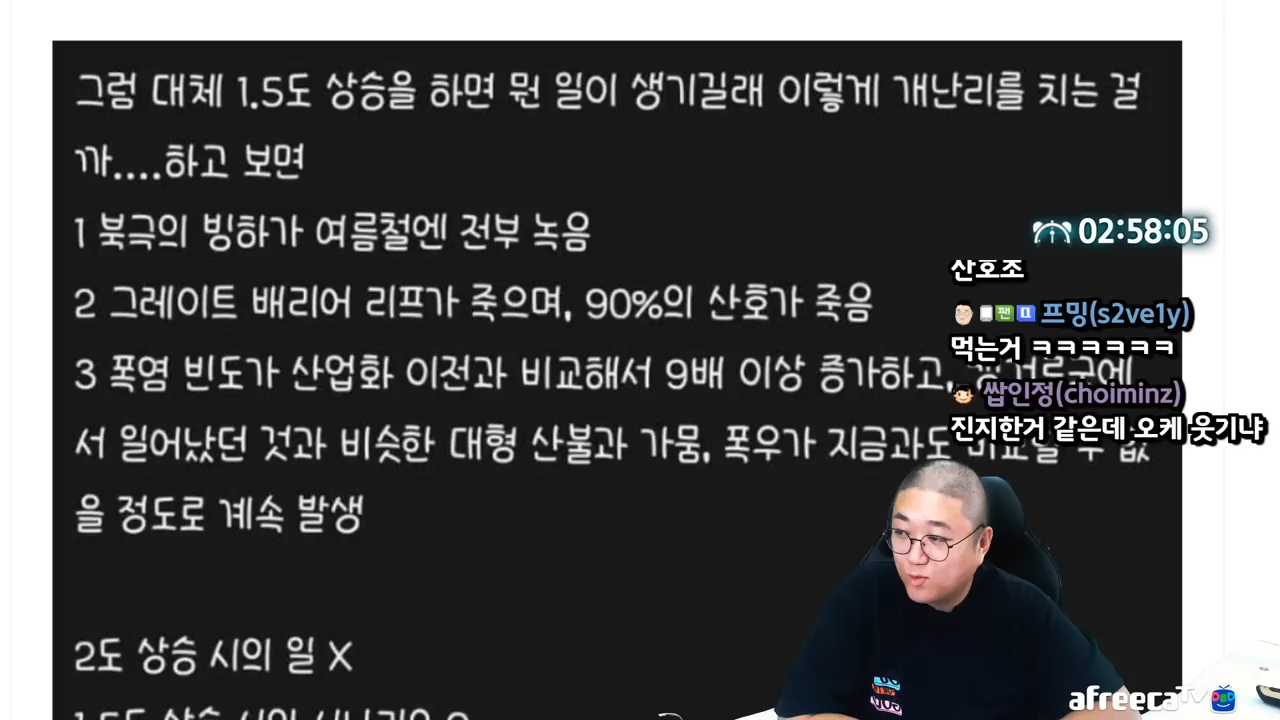 그럼 대체 1.5도 상승을 하면 뭔 일이 생기길래 이렇게 개난리를 치는 걸
까....하고 보면
1 북극의 빙하가 여름철엔 전부 녹음
2 그레이트 배리어 리프가 죽으며, 90%의 산호가 죽음
3 폭염 빈도가 산업화 이전과 비교해서 9배 이상 증가하고,
서 일어났던 것과 비슷한 대형 산불과 가뭄, 폭우가 지금과도
을 정도로 계속 발생
2도 상승 시의 일 X
02:58:05
산호초
팬
프밍(s2ve1y)
먹는거 ㅋㅋㅋㅋㅋㅋ
쌉인정(choiminz)
진지한거 같은데 오케 웃기냐
afreecaTV